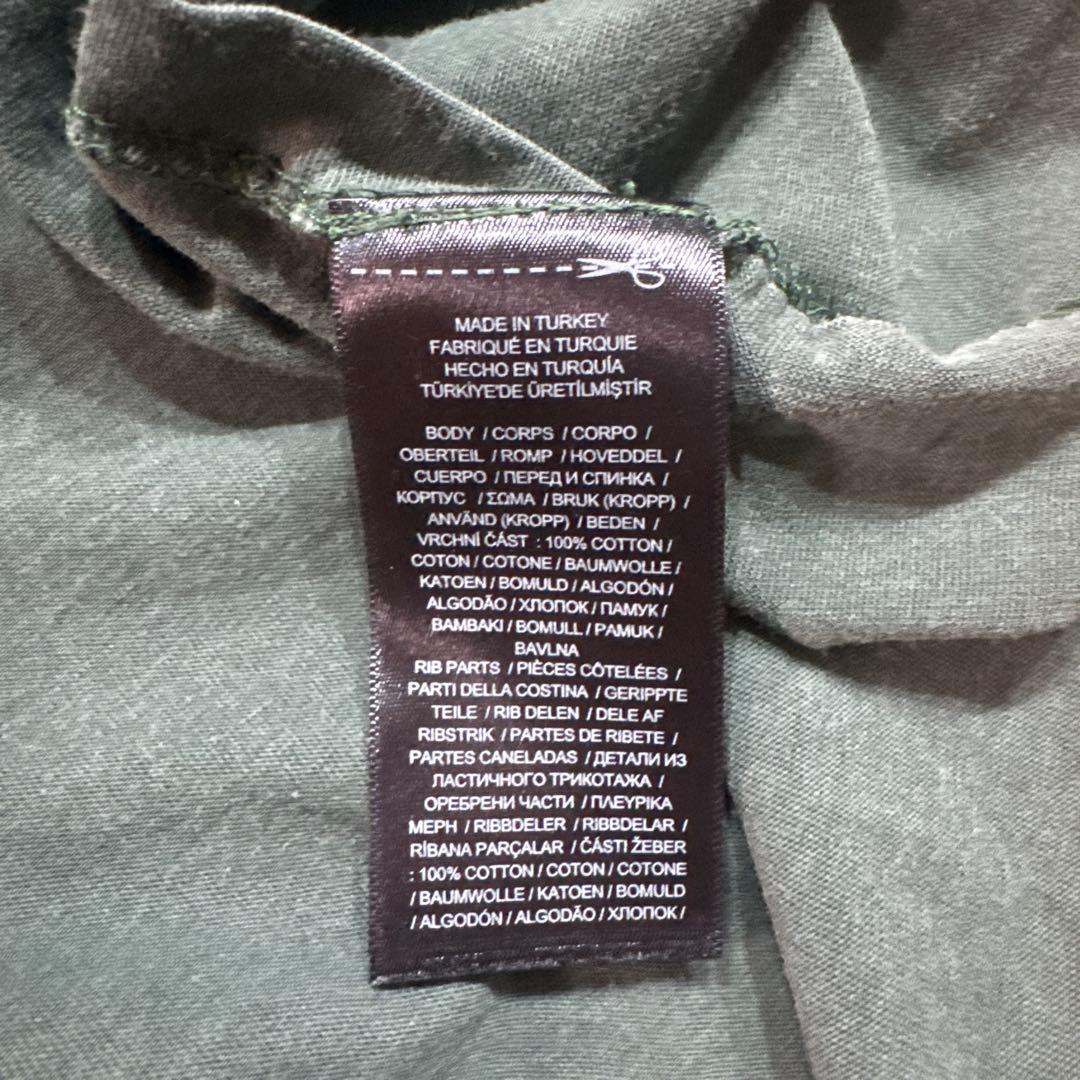 MADE IN TURKEY
FABRIQUÉ EN TURQUIE
HECHO EN TURQUÍA
TÜRKİYE'DE ÜRETİLMİŞTİR
BODY / CORPS / CORPO /
OBERTEIL / ROMP / HOVEDDEL /
CUERPO / ПЕРЕД И СПИНКА /
КОРПУС / ΣΩΜΑ / BRUK (KROPP) /
ANVÄND (KROPP) / BEDEN /
VRCHNÍ ČÁST : 100% COTTON /
COTON / COTONE / BAUMWOLLE /
KATOEN / BOMULD / ALGODÓN /
ALGODÃO / ХЛОПОК / ПАМУК /
BAMBAKI / BOMULL / PAMUK /
BAVLNA
RIB PARTS / PIÈCES CÔTELÉES /
PARTI DELLA COSTINA / GERIPPTE
TEILE / RIB DELEN / DELE AF
RIBSTRIK / PARTES DE RIBETE /
PARTES CANELADAS / ДЕТАЛИ ИЗ
ЛАСТИЧНОГО ТРИКОТАЖА /
ОРЕБРЕНИ ЧАСТИ / ΠΛΕΥΡΙΚΑ
ΜΕΡΗ / RIBBDELER / RIBBDELAR /
RİBANA PARÇALAR / ČÁSTI ŽEBER
: 100% COTTON / COTON / COTONE
/ BAUMWOLLE / KATOEN / BOMULD
/ ALGODÓN / ALGODÃO / ХЛОПОК /